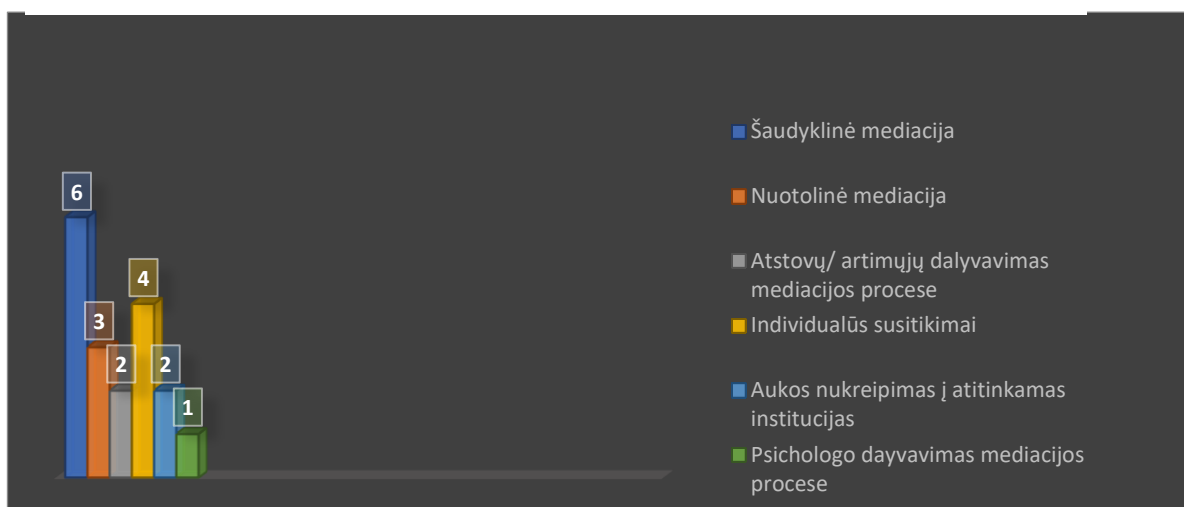 6
3
2
4
2
1
Šaudyklinė mediacija
Nuotolinė mediacija
Atstovų/ artimųjų dalyvavimas
mediacijos procese
Individualūs susitikimai
Aukos nukreipimas į atitinkamas
institucijas
Psichologo dayvavimas mediacijos
procese